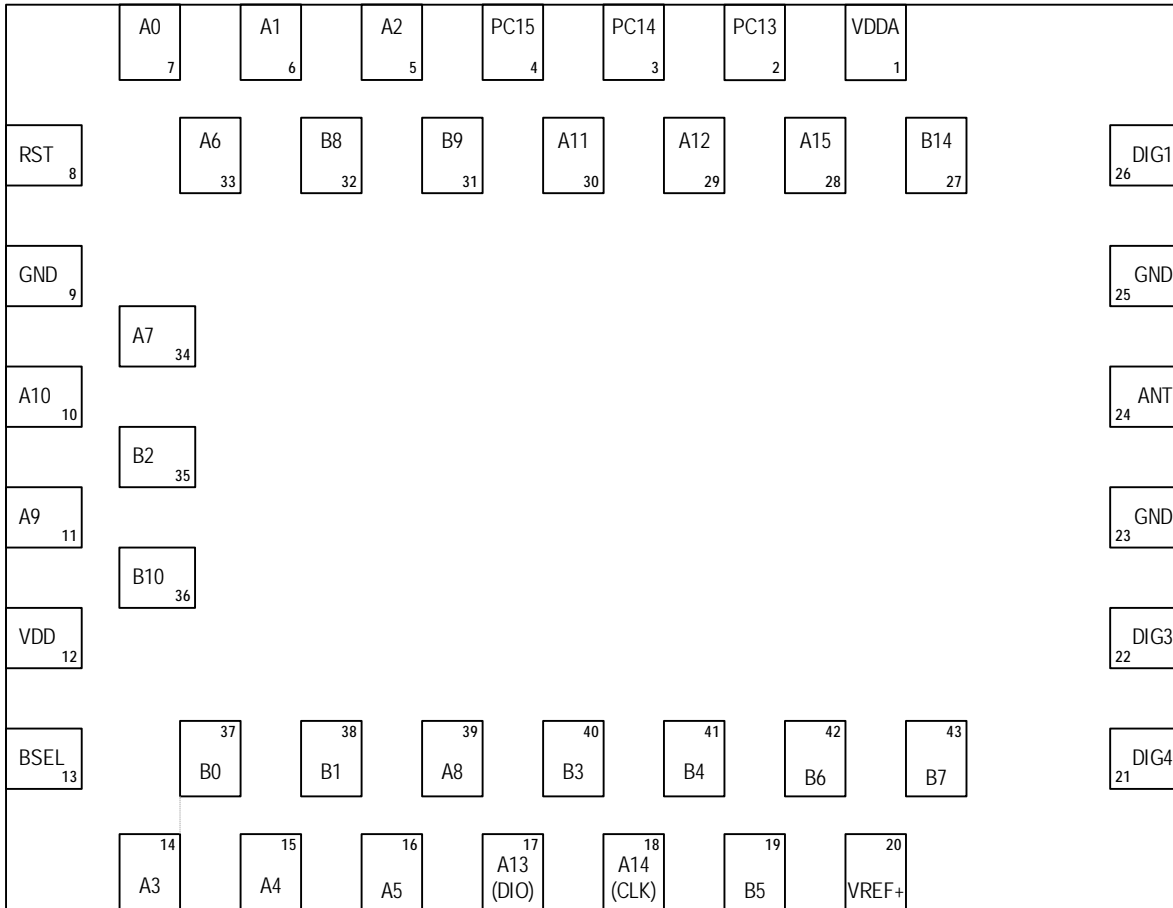 A0 A1 A2 PC15 PC14 PC13 VDDA
7 6 5 4 3 2 1
A6 B8 B9 A11 A12 A15 B14
33 32 31 30 29 28 27
RST 8
DIG1 26
GND 9
GND 25
A7 34
A10 10
ANT 24
B2 35
A9 11
GND 23
B10 36
VDD 12
DIG3 22
37 38 39 40 41 42 43
B0 B1 A8 B3 B4 B6 B7
BSEL 13
DIG4 21
14 15 16 17 18 19 20
A3 A4 A5 A13 A14 B5 VREF+
(DIO) (CLK)